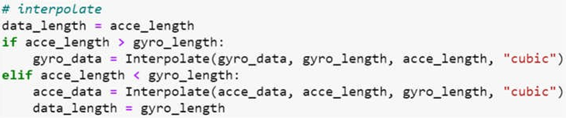 # interpolate
data_length = acce_length
if acce_length > gyro_length:
    gyro_data = Interpolate(gyro_data, gyro_length, acce_length, "cubic")
elif acce_length < gyro_length:
    acce_data = Interpolate(acce_data, acce_length, gyro_length, "cubic")
    data_length = gyro_length